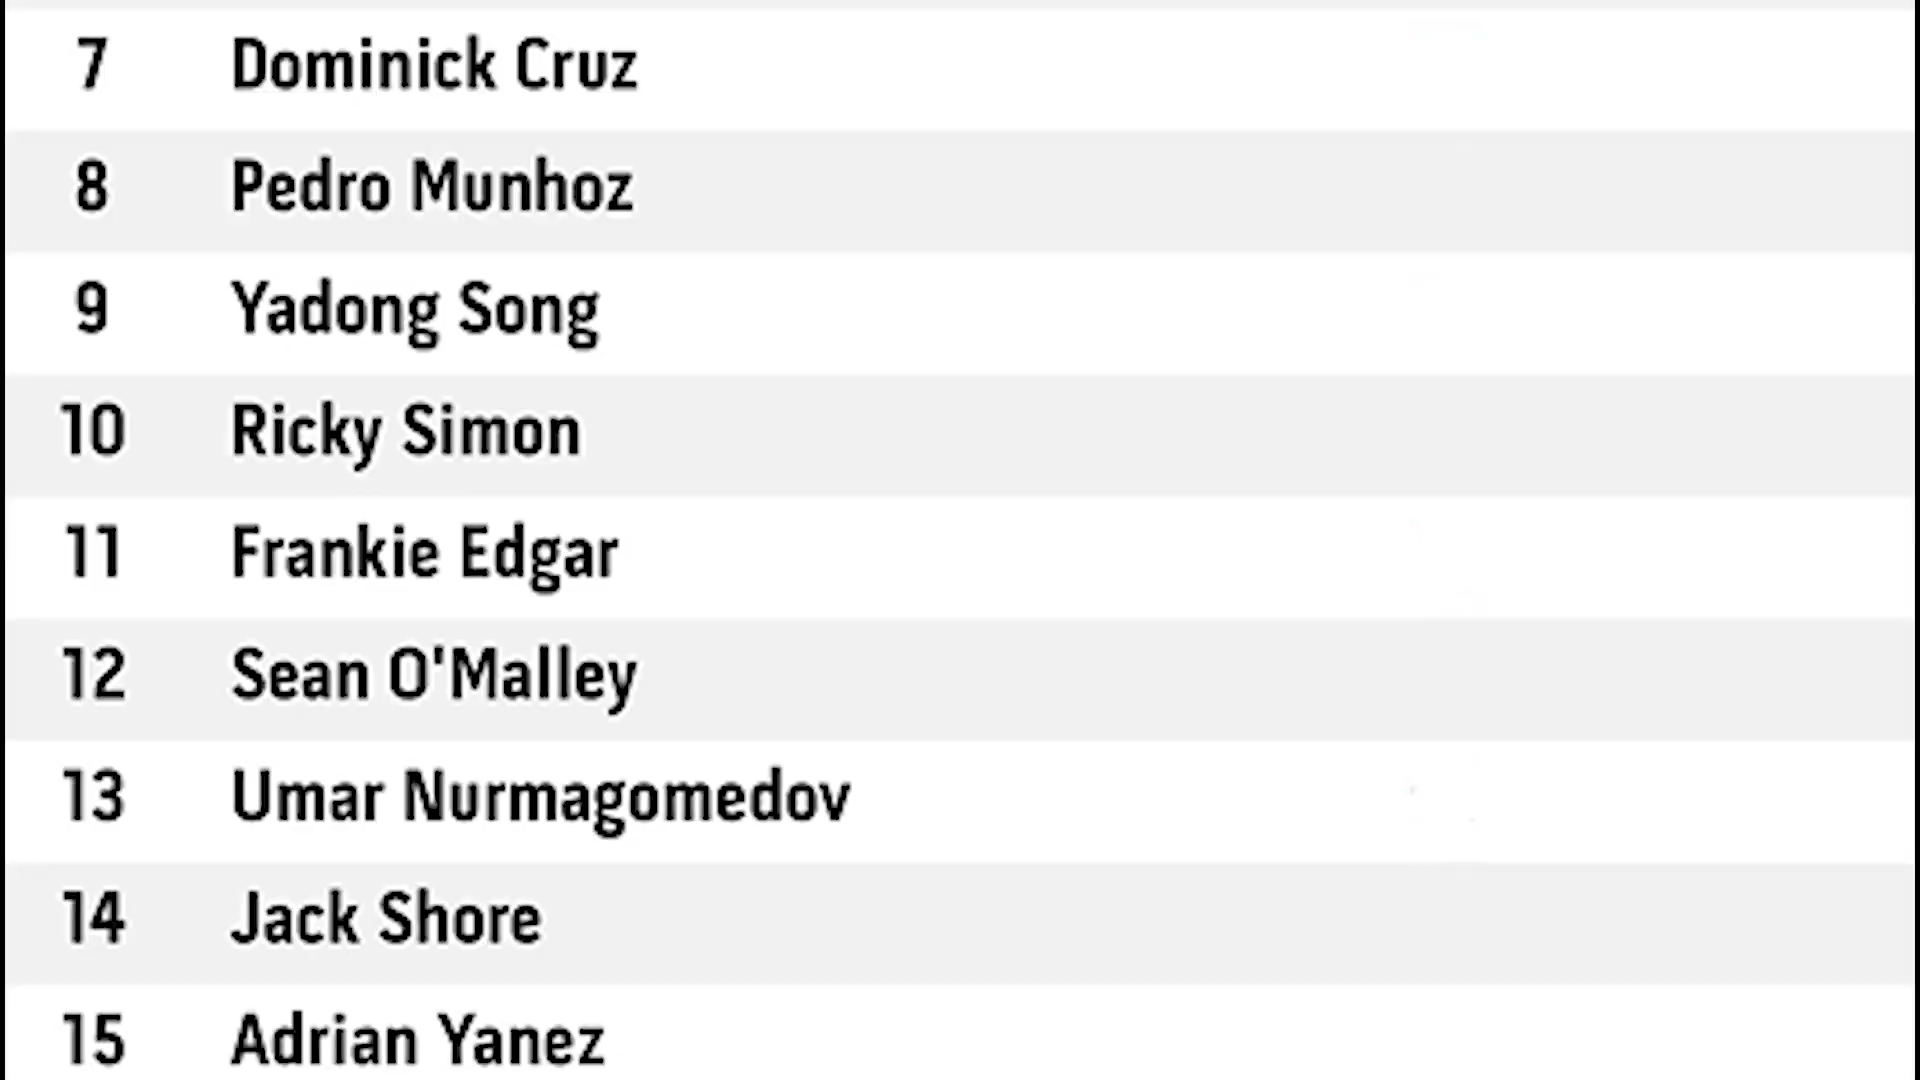 7 Dominick Cruz
8 Pedro Munhoz
9 Yadong Song
10 Ricky Simon
11 Frankie Edgar
12 Sean O'Malley
13 Umar Nurmagomedov
14 Jack Shore
15 Adrian Yanez